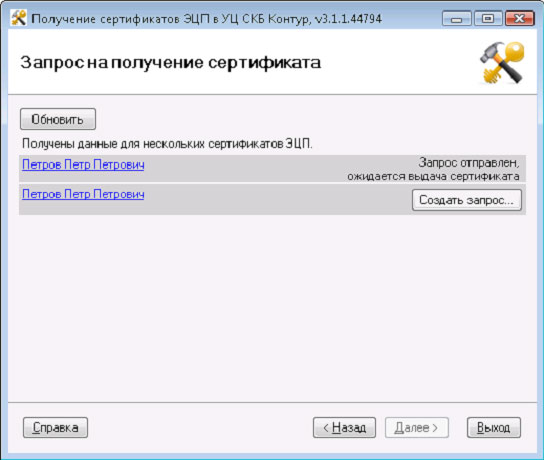 Получение сертификатов ЭЦП в УЦ СКБ Контур, v3.1.1.44794
Запрос на получение сертификата
Обновить
Получены данные для нескольких сертификатов ЭЦП.
Петров Петр Петрович
Запрос отправлен,
ожидается выдача сертификата
Петров Петр Петрович
Создать запрос...
Справка
< Назад
Далее >
Выход